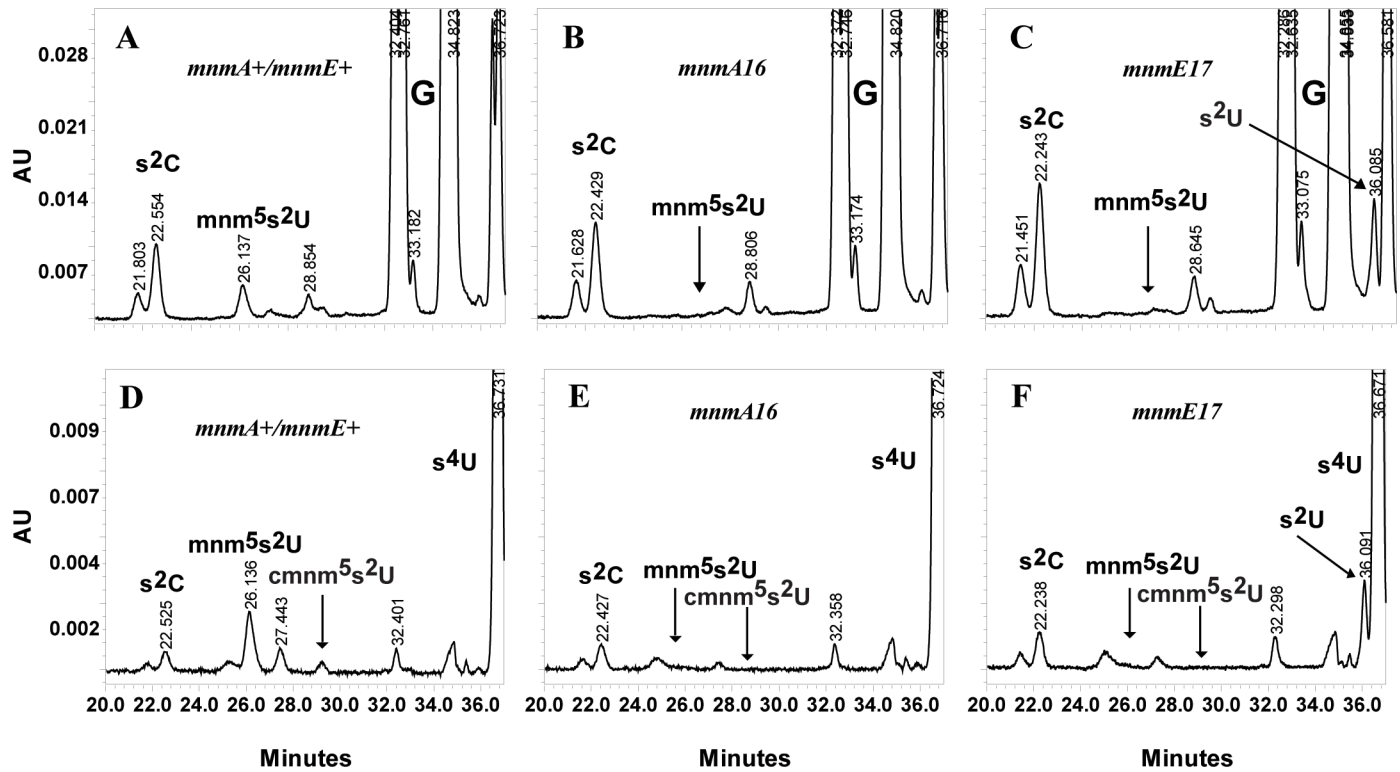 A
mnmA+/mnmE+
s2C
21.803
22.554
mnm5s2U
26.137
28.854
32.404
32.761
33.182
G
34.823
36.723
B
mnmA16
s2C
21.628
22.429
mnm5s2U
28.806
32.372
32.746
33.174
G
34.820
36.716
C
mnmE17
s2C
21.451
22.243
mnm5s2U
28.645
32.286
32.635
33.075
G
s2U
36.085
36.581
AU
0.028
0.021
0.014
0.007
D
mnmA+/mnmE+
s2C
22.525
mnm5s2U
26.136
cmnm5s2U
27.443
32.401
s4U
36.731
E
mnmA16
s2C
22.427
mnm5s2U
cmnm5s2U
32.358
s4U
36.724
F
mnmE17
s2C
22.238
mnm5s2U
cmnm5s2U
32.298
s4U
s2U
36.091
36.671
AU
0.009
0.007
0.004
0.002
20.0 22.0 24.0 26.0 28.0 30.0 32.0 34.0 36.0
20.0 22.0 24.0 26.0 28.0 30.0 32.0 34.0 36.0
20.0 22.0 24.0 26.0 28.0 30.0 32.0 34.0 36.0
Minutes
Minutes
Minutes